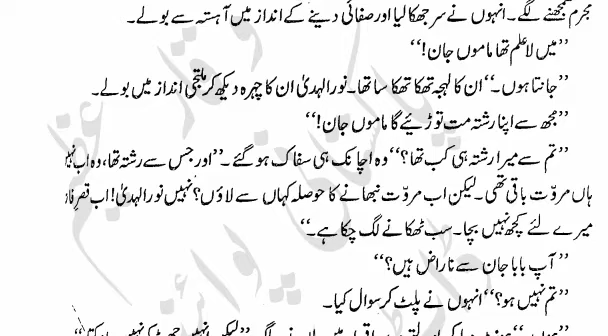 مجرم سمجھنے لگے۔ انہوں نے سر جھکا لیا اور صفائی دینے کے انداز میں آہستہ سے بولے۔
’’میں لاعلم تھا ماموں جان!‘‘
’’جانتا ہوں۔‘‘ ان کا لہجہ تھکا تھکا سا تھا۔ نورالہدیٰ ان کا چہرہ دیکھ کر ملتجی انداز میں بولے۔
’’مجھ سے اپنا رشتہ مت توڑئیے گا ماموں جان!‘‘
’’تم سے میرا رشتہ ہی کب تھا؟‘‘ وہ اچانک ہی سفاک ہو گئے۔ ’’اور جس سے رشتہ تھا، وہ اب نہیں
ہاں مروّت باقی تھی۔ لیکن اب مروّت نبھانے کا حوصلہ کہاں سے لاؤں؟ نہیں نورالہدیٰ! اب قصرِ فار
میرے لئے کچھ نہیں بچا۔ سب ٹھکانے لگ چکا ہے۔‘‘
’’آپ بابا جان سے ناراض ہیں؟‘‘
’’تم نہیں ہو؟‘‘ انہوں نے پلٹ کر سوال کیا۔